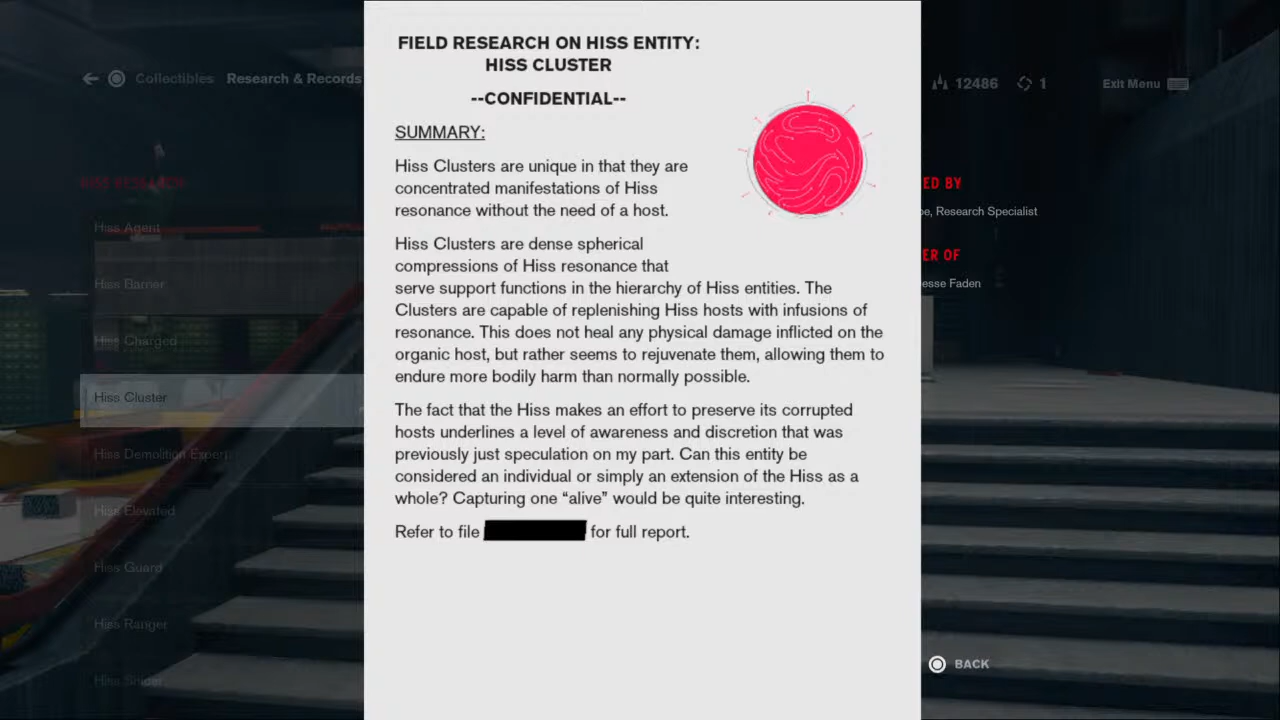 Collectibles Research & Records
12486
1
Exit Menu
FIELD RESEARCH ON HISS ENTITY:
HISS CLUSTER
--CONFIDENTIAL--
SUMMARY:
Hiss Clusters are unique in that they are
concentrated manifestations of Hiss
resonance without the need of a host.
Hiss Clusters are dense spherical
compressions of Hiss resonance that
serve support functions in the hierarchy of Hiss entities. The
Clusters are capable of replenishing Hiss hosts with infusions of
resonance. This does not heal any physical damage inflicted on the
organic host, but rather seems to rejuvenate them, allowing them to
endure more bodily harm than normally possible.
The fact that the Hiss makes an effort to preserve its corrupted
hosts underlines a level of awareness and discretion that was
previously just speculation on my part. Can this entity be
considered an individual or simply an extension of the Hiss as a
whole? Capturing one “alive” would be quite interesting.
Refer to file for full report.
HISS RESEARCH
Hiss Agent
Hiss Barrier
Hiss Charged
Hiss Cluster
Hiss Demolition Expert
Hiss Elevated
Hiss Guard
Hiss Ranger
Hiss Sniper
ED BY
pe, Research Specialist
ER OF
esse Faden
BACK